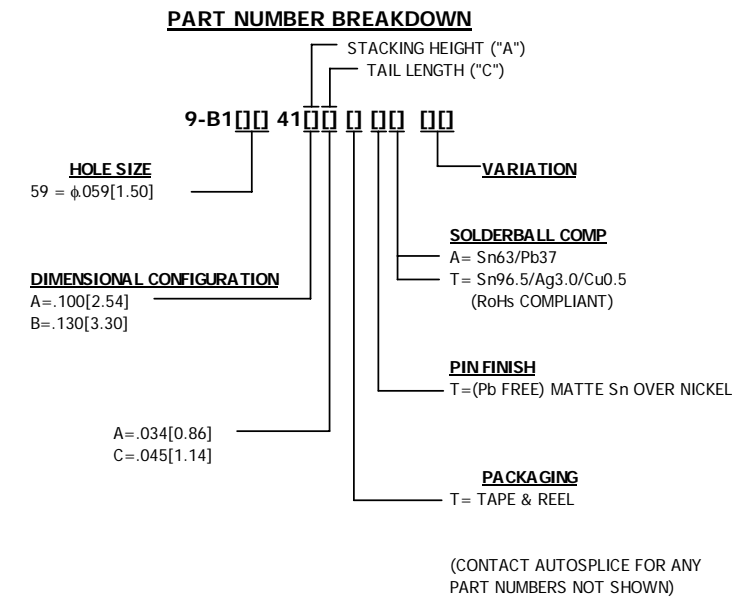 PART NUMBER BREAKDOWN
STACKING HEIGHT ("A")
TAIL LENGTH ("C")
9-B1[][] 41[][] [] [][] [][]
HOLE SIZE
59 = ϕ.059[1.50]
VARIATION
SOLDERBALL COMP
A= Sn63/Pb37
T= Sn96.5/Ag3.0/Cu0.5
(RoHs COMPLIANT)
DIMENSIONAL CONFIGURATION
A=.100[2.54]
B=.130[3.30]
PIN FINISH
T=(Pb FREE) MATTE Sn OVER NICKEL
A=.034[0.86]
C=.045[1.14]
PACKAGING
T= TAPE & REEL
(CONTACT AUTOSPLICE FOR ANY
PART NUMBERS NOT SHOWN)